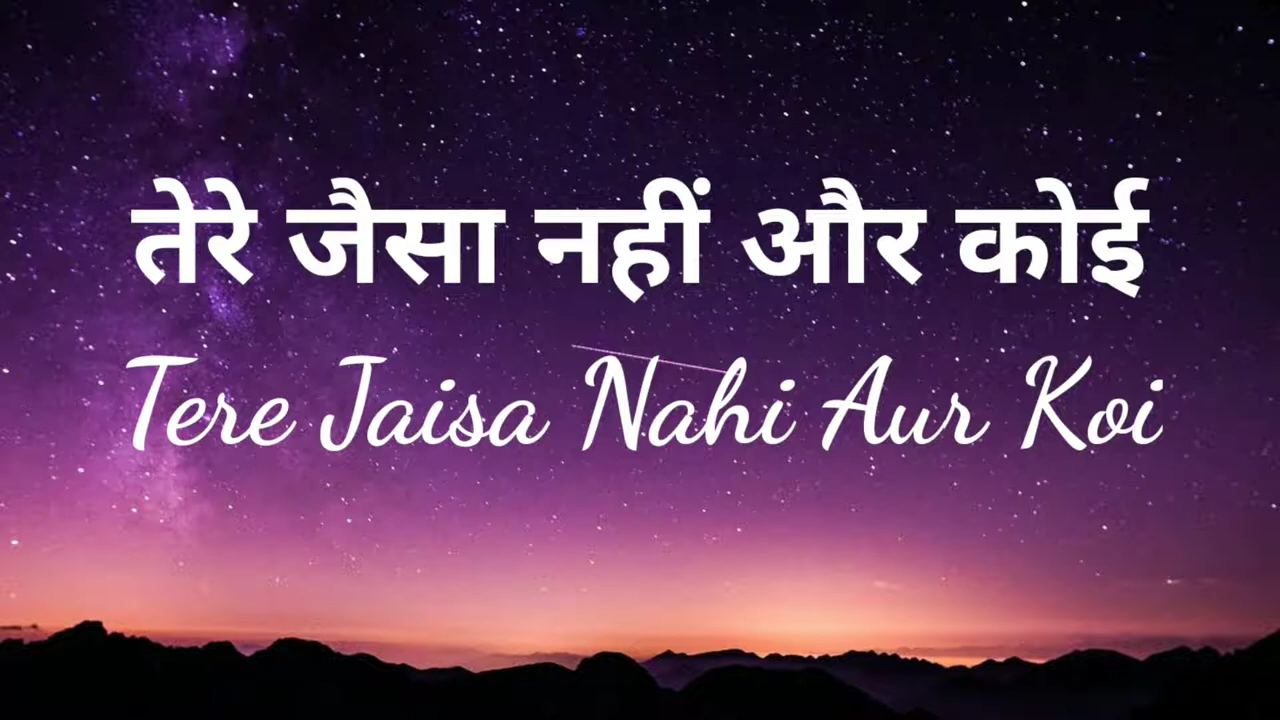 तेरे जैसा नहीं और कोई
Tere Jaisa Nahi Aur Koi